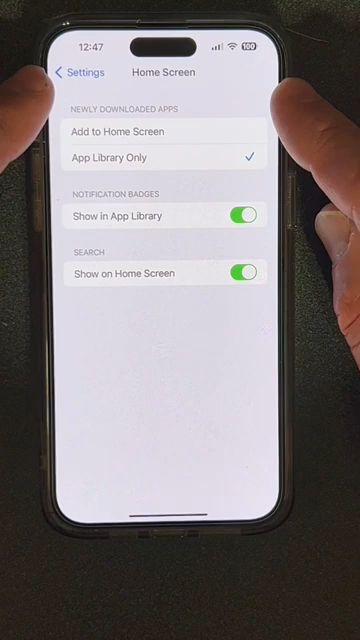 12:47
100
Settings
Home Screen
NEWLY DOWNLOADED APPS
Add to Home Screen
App Library Only
NOTIFICATION BADGES
Show in App Library
SEARCH
Show on Home Screen